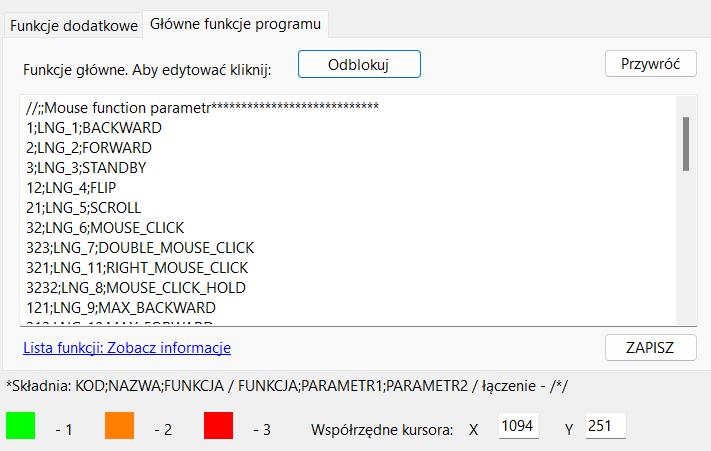 Funkcje dodatkowe Główne funkcje programu
Funkcje główne. Aby edytować kliknij: Odblokuj Przywróć
//;;Mouse function parametr****************************
1;LNG_1;BACKWARD
2;LNG_2;FORWARD
3;LNG_3;STANDBY
12;LNG_4;FLIP
21;LNG_5;SCROLL
32;LNG_6;MOUSE_CLICK
323;LNG_7;DOUBLE_MOUSE_CLICK
321;LNG_11;RIGHT_MOUSE_CLICK
3232;LNG_8;MOUSE_CLICK_HOLD
121;LNG_9;MAX_BACKWARD
Lista funkcji: Zobacz informacje ZAPISZ
*Składnia: KOD;NAZWA;FUNKCJA / FUNKCJA;PARAMETR1;PARAMETR2 / łączenie - /*/
- 1 - 2 - 3 Współrzędne kursora: X 1094 Y 251